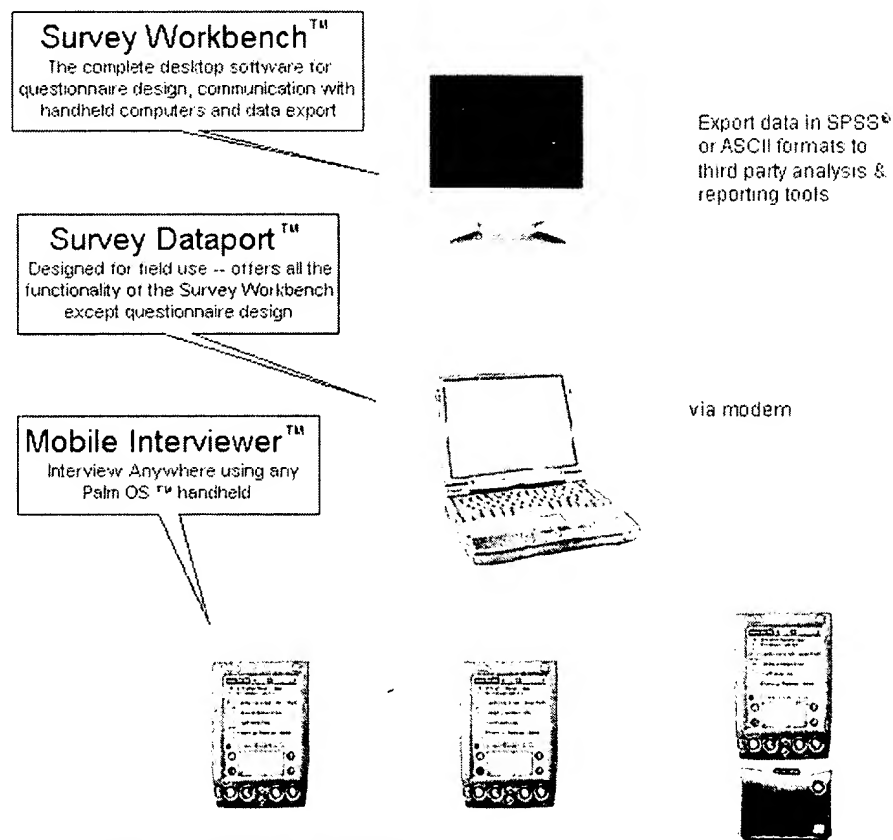 Survey Workbench™
The complete desktop software for
questionnaire design, communication with
handheld computers and data export
Export data in SPSS®
or ASCII formats to
third party analysis &
reporting tools
Survey Dataport™
Designed for field use -- offers all the
functionality of the Survey Workbench
except questionnaire design
via modem
Mobile Interviewer™
Interview Anywhere using any
Palm OS ™ handheld